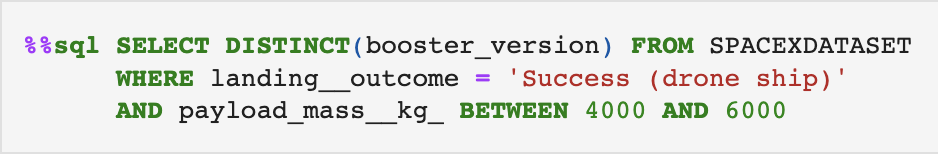 %%sql SELECT DISTINCT(booster_version) FROM SPACEXDATASET
WHERE landing__outcome = 'Success (drone ship)'
AND payload_mass__kg_ BETWEEN 4000 AND 6000